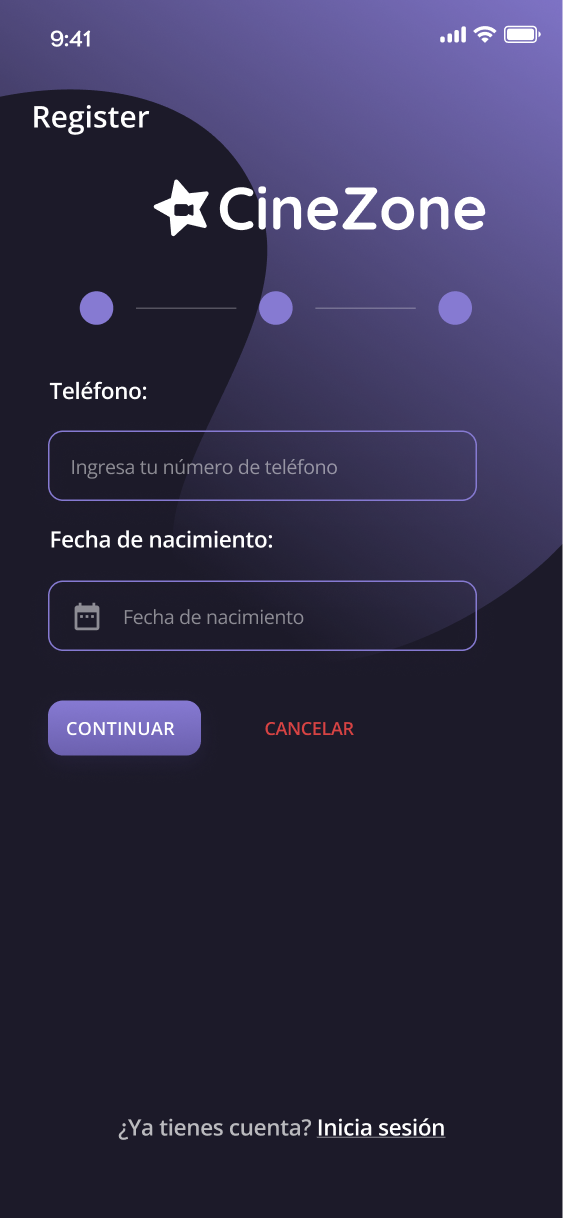 9:41
Register
CineZone
Teléfono:
Ingresa tu número de teléfono
Fecha de nacimiento:
Fecha de nacimiento
CONTINUAR CANCELAR
¿Ya tienes cuenta? Inicia sesión